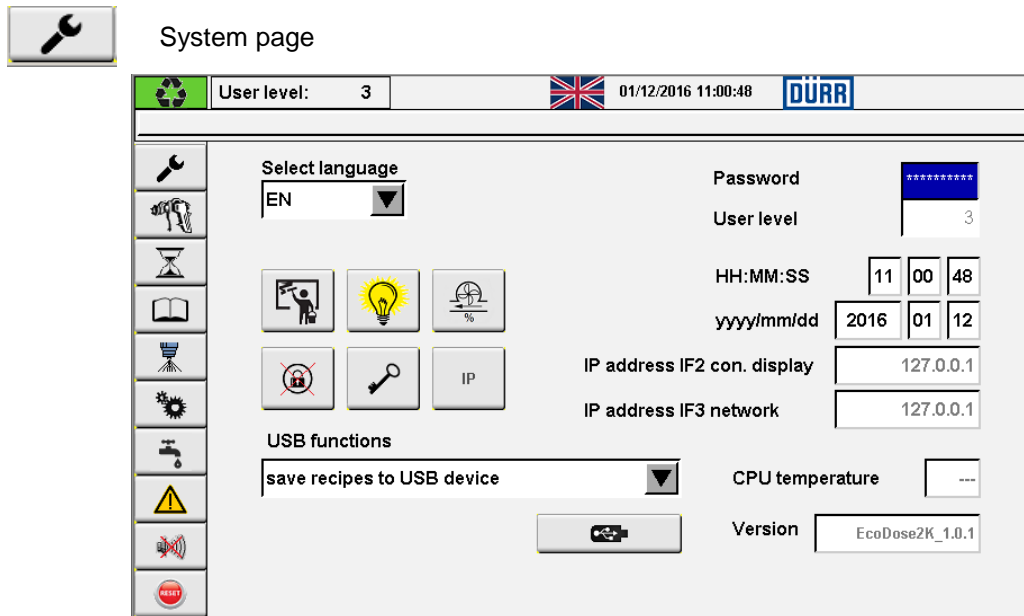 System page
User level: 3
01/12/2016 11:00:48
DÜRR
Select language
EN
Password
**********
User level
3
HH:MM:SS
11 00 48
yyyy/mm/dd
2016 01 12
%
IP
IP address IF2 con. display
127.0.0.1
IP address IF3 network
127.0.0.1
USB functions
save recipes to USB device
CPU temperature
---
Version
EcoDose2K_1.0.1
RESET